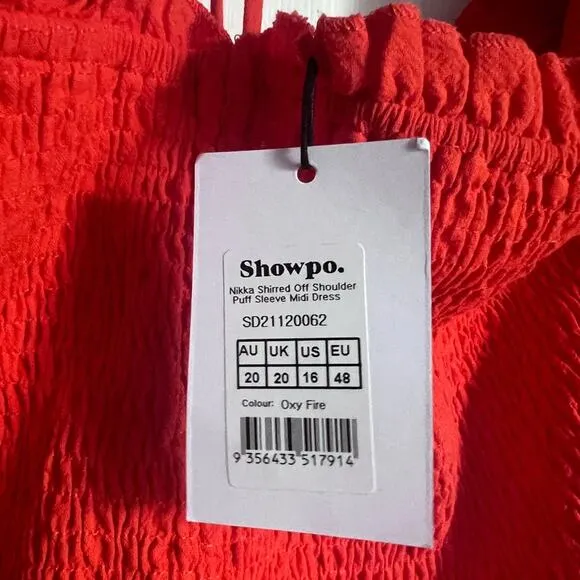 Showpo.
Nikka Shirred Off Shoulder
Puff Sleeve Midi Dress
SD21120062
AU UK US EU
20 20 16 48
Colour: Oxy Fire
9 356433 517914